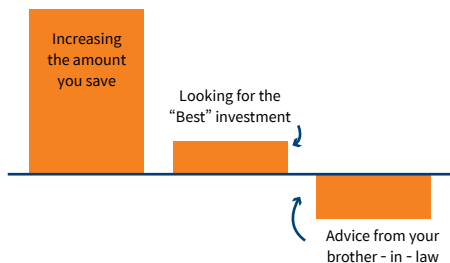 Increasing
the amount
you save
Looking for the
“Best” investment
Advice from your
brother - in - law